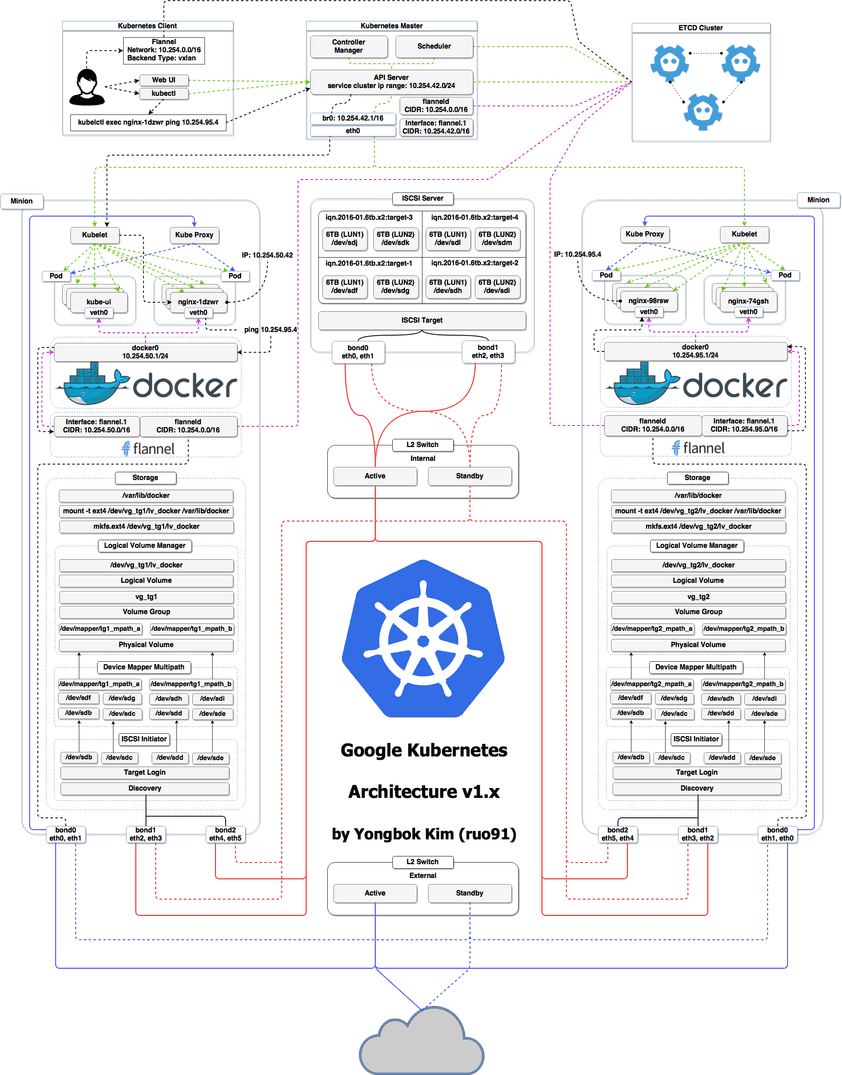 Kubernetes Client
Flannel
Network: 10.254.0.0/16
Backend Type: vxlan
Web UI
kubectl
kubectl exec nginx-1dzwr ping 10.254.95.4
Kubernetes Master
Controller
Manager
Scheduler
API Server
service cluster ip range: 10.254.42.0/24
flanneld
CIDR: 10.254.0.0/16
br0: 10.254.42.1/16
Interface: flannel.1
CIDR: 10.254.42.0/16
eth0
ETCD Cluster
Minion
Kubelet
Kube Proxy
IP: 10.254.50.42
Pod
Pod
kube-ui
nginx-1dzwr
veth0
veth0
ping 10.254.95.4
docker0
10.254.50.1/24
docker
Interface: flannel.1
CIDR: 10.254.50.0/16
flanneld
CIDR: 10.254.0.0/16
flannel
Storage
/var/lib/docker
mount -t ext4 /dev/vg_tg1/lv_docker /var/lib/docker
mkfs.ext4 /dev/vg_tg1/lv_docker
Logical Volume Manager
/dev/vg_tg1/lv_docker
Logical Volume
vg_tg1
Volume Group
/dev/mapper/tg1_mpath_a
/dev/mapper/tg1_mpath_b
Physical Volume
Device Mapper Multipath
/dev/mapper/tg1_mpath_a
/dev/mapper/tg1_mpath_b
/dev/sdf
/dev/sdg
/dev/sdh
/dev/sdi
/dev/sdb
/dev/sdc
/dev/sdd
/dev/sde
ISCSI Initiator
/dev/sdb
/dev/sdc
/dev/sdd
/dev/sde
Target Login
Discovery
bond0
eth0, eth1
bond1
eth2, eth3
bond2
eth4, eth5
ISCSI Server
iqn.2016-01.6tb.x2:target-3
iqn.2016-01.6tb.x2:target-4
6TB (LUN1)
/dev/sdj
6TB (LUN2)
/dev/sdk
6TB (LUN1)
/dev/sdl
6TB (LUN2)
/dev/sdm
iqn.2016-01.6tb.x2:target-1
iqn.2016-01.6tb.x2:target-2
6TB (LUN1)
/dev/sdf
6TB (LUN2)
/dev/sdg
6TB (LUN1)
/dev/sdh
6TB (LUN2)
/dev/sdi
ISCSI Target
bond0
eth0, eth1
bond1
eth2, eth3
L2 Switch
Internal
Active
Standby
Google Kubernetes
Architecture v1.x
by Yongbok Kim (ruo91)
L2 Switch
External
Active
Standby
Minion
Kube Proxy
Kubelet
IP: 10.254.95.4
Pod
Pod
nginx-98rsw
nginx-74gsh
veth0
veth0
docker0
10.254.95.1/24
docker
flanneld
CIDR: 10.254.0.0/16
Interface: flannel.1
CIDR: 10.254.95.0/16
flannel
Storage
/var/lib/docker
mount -t ext4 /dev/vg_tg2/lv_docker /var/lib/docker
mkfs.ext4 /dev/vg_tg2/lv_docker
Logical Volume Manager
/dev/vg_tg2/lv_docker
Logical Volume
vg_tg2
Volume Group
/dev/mapper/tg2_mpath_a
/dev/mapper/tg2_mpath_b
Physical Volume
Device Mapper Multipath
/dev/mapper/tg2_mpath_a
/dev/mapper/tg2_mpath_b
/dev/sdf
/dev/sdg
/dev/sdh
/dev/sdi
/dev/sdb
/dev/sdc
/dev/sdd
/dev/sde
ISCSI Initiator
/dev/sdb
/dev/sdc
/dev/sdd
/dev/sde
Target Login
Discovery
bond2
eth5, eth4
bond1
eth3, eth2
bond0
eth1, eth0